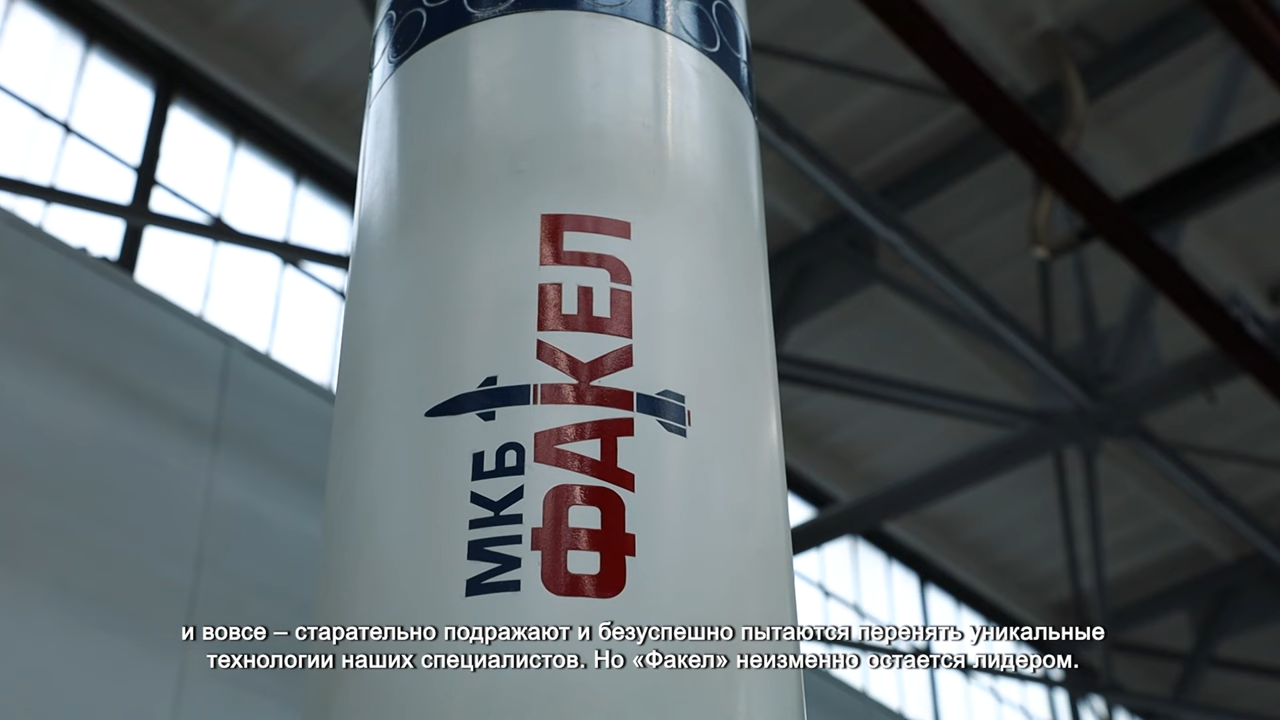 МКБ
ФАКЕЛ
и вовсе – старательно подражают и безуспешно пытаются перенять уникальные
технологии наших специалистов. Но «Факел» неизменно остается лидером.